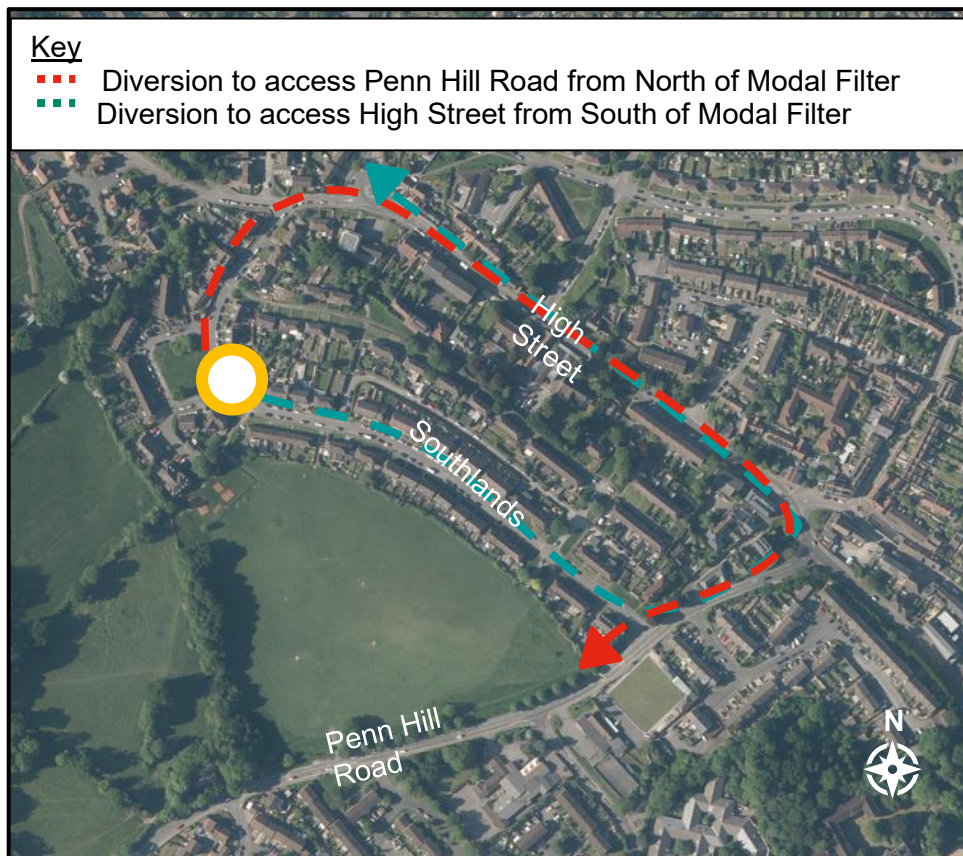 Key
Diversion to access Penn Hill Road from North of Modal Filter
Diversion to access High Street from South of Modal Filter
High
Street
Southlands
Penn Hill
Road
N